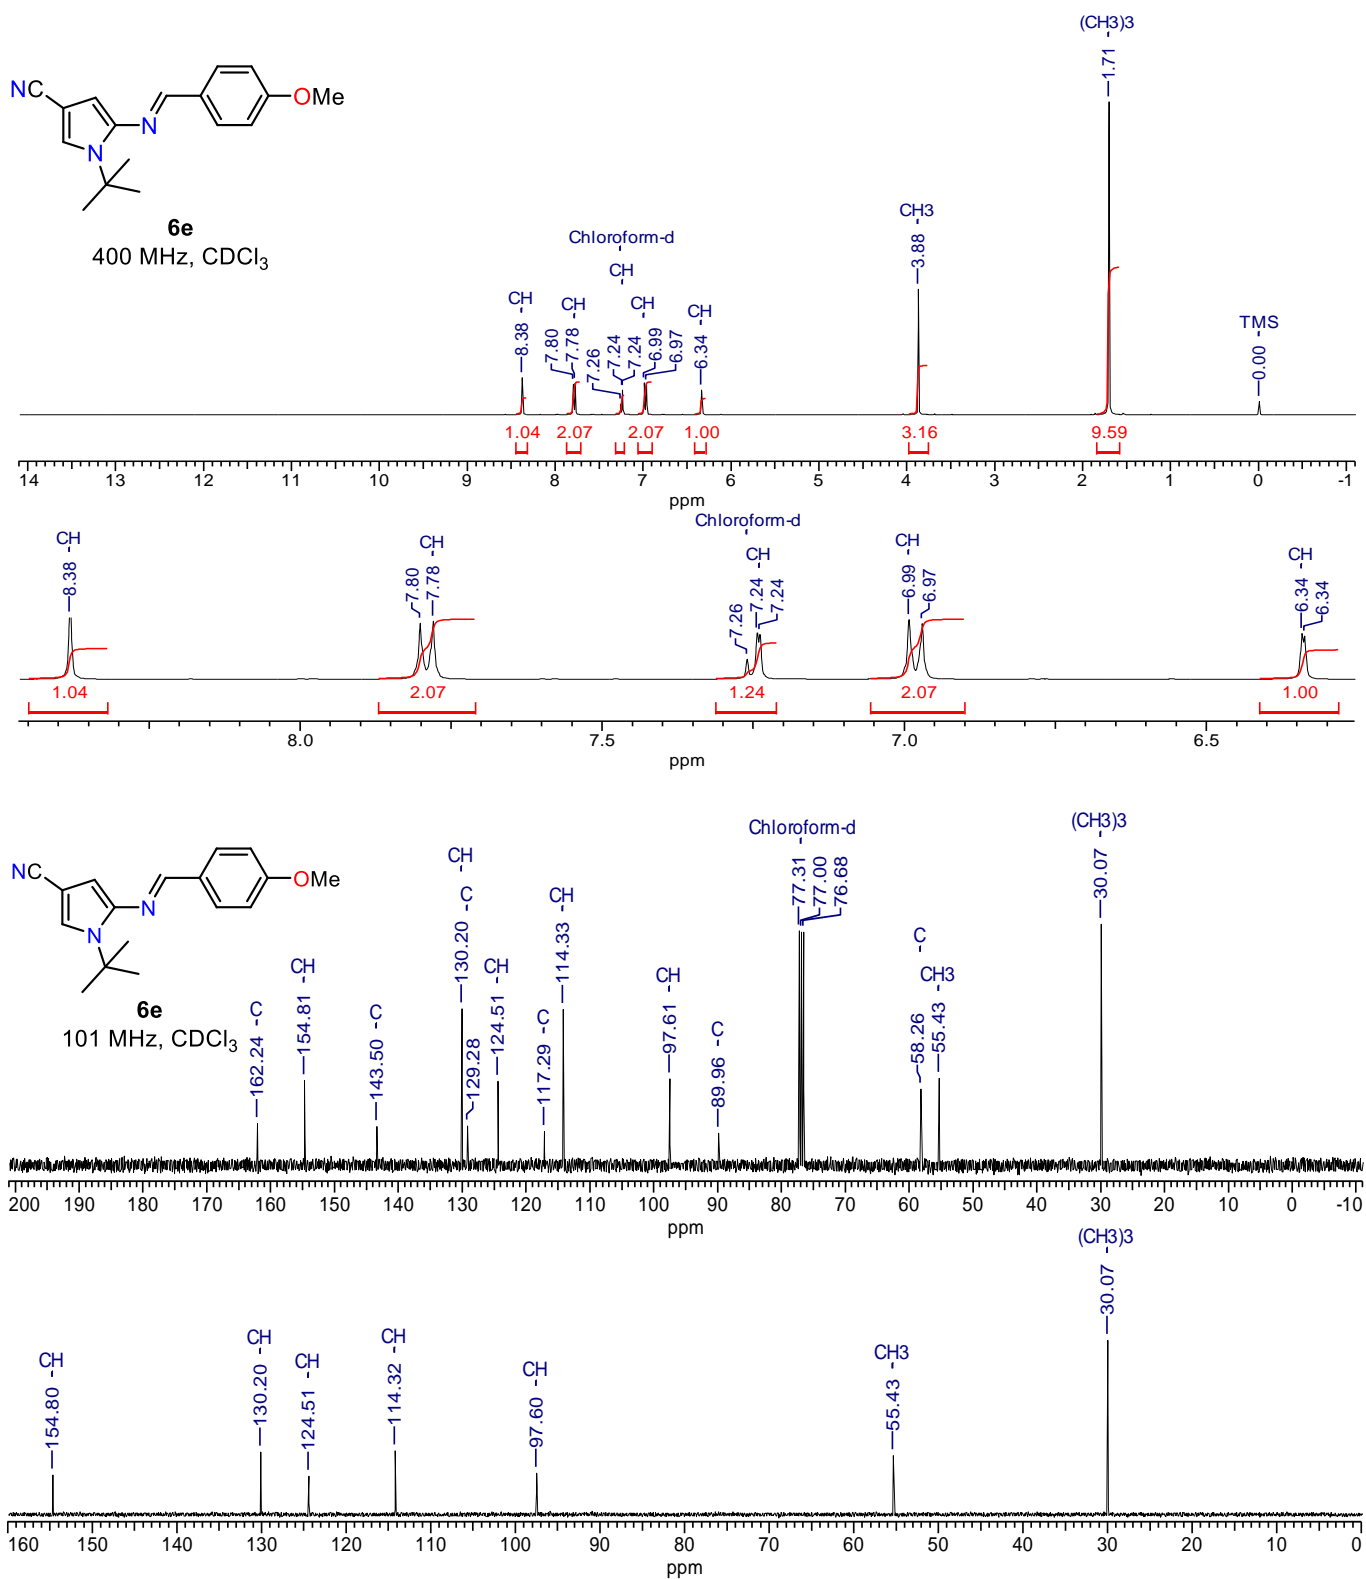 (CH3)3
1.71
NC
N
N
OMe
6e
400 MHz, CDCl3
Chloroform-d
CH CH CH CH CH CH3
8.38 7.80 7.78 7.26 7.24 7.24 6.99 6.97 6.34 3.88
TMS
0.00
1.04 2.07 2.07 1.00 3.16 9.59
14 13 12 11 10 9 8 7 6 5 4 3 2 1 0 -1
ppm
Chloroform-d
CH CH CH CH CH
8.38 7.80 7.78 7.26 7.24 7.24 6.99 6.97 6.34 6.34
1.04 2.07 1.24 2.07 1.00
8.0 7.5 7.0 6.5
ppm
NC
N
N
OMe
6e
101 MHz, CDCl3
Chloroform-d
(CH3)3
C CH C CH C CH C CH CH C C CH3
162.24 154.81 143.50 130.20 129.28 124.51 117.29 114.33 97.61 89.96 77.31 77.00 76.68 58.26 55.43 30.07
200 190 180 170 160 150 140 130 120 110 100 90 80 70 60 50 40 30 20 10 0 -10
ppm
(CH3)3
CH CH CH CH CH CH3
154.80 130.20 124.51 114.32 97.60 55.43 30.07
160 150 140 130 120 110 100 90 80 70 60 50 40 30 20 10 0
ppm